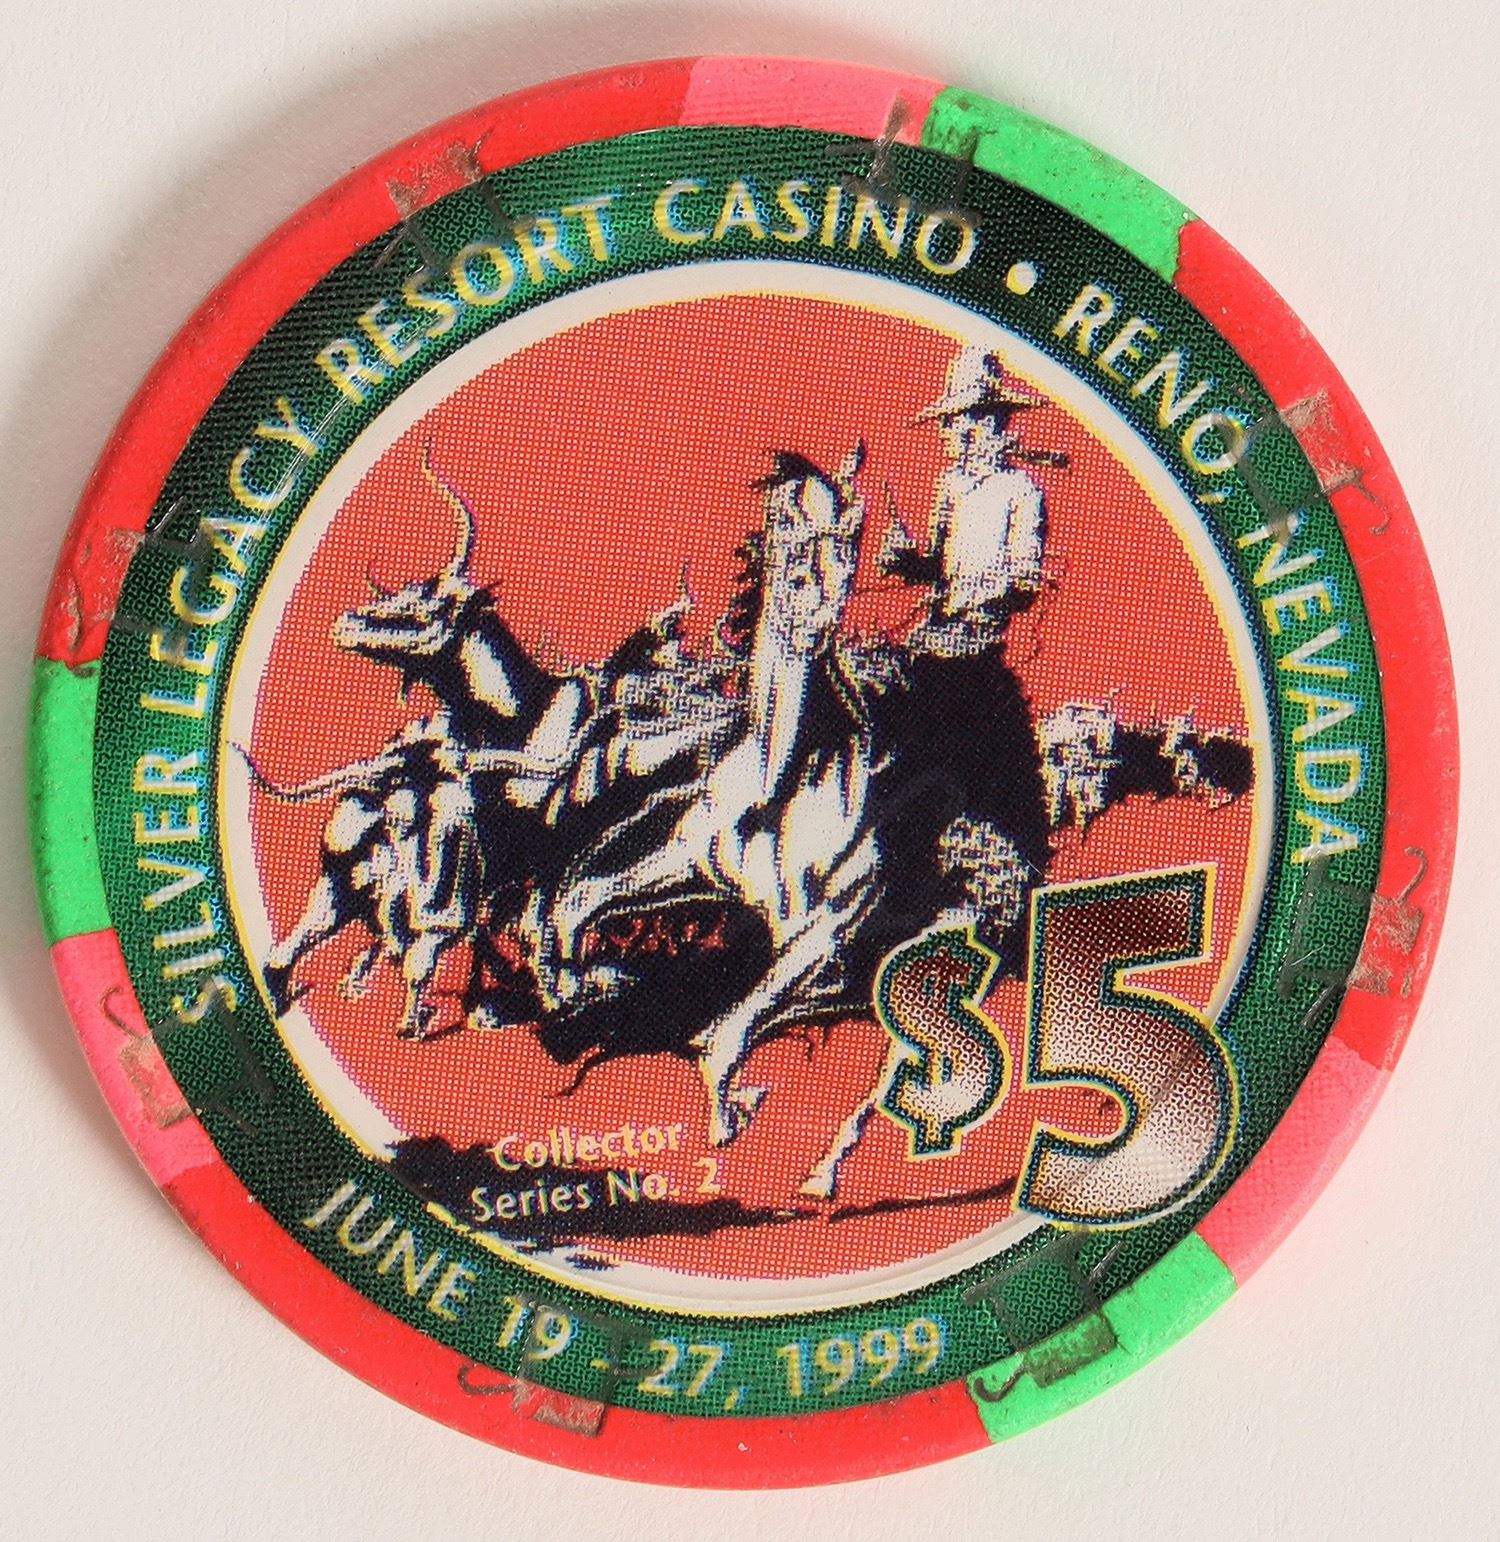 SILVER LEGACY RESORT CASINO • RENO, NEVADA
$5
Collector
Series No. 2
JUNE 19 - 27, 1999